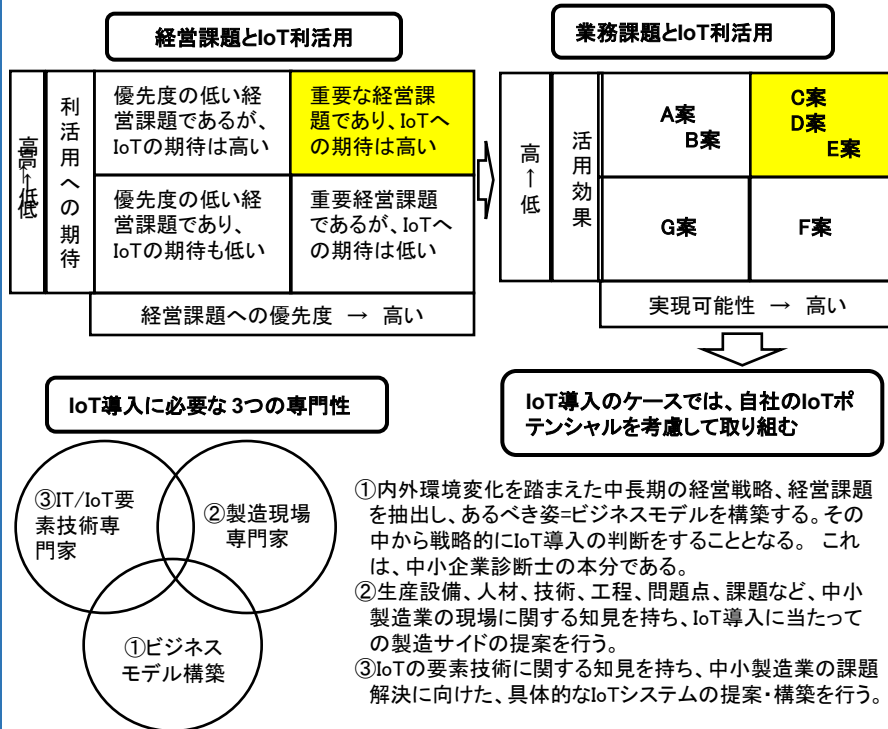 経営課題とIoT利活用
高↑低
利活用への期待
優先度の低い経
営課題であるが、
IoTの期待は高い
重要な経営課
題であり、IoTへ
の期待は高い
優先度の低い経
営課題であり、
IoTの期待も低い
重要経営課題
であるが、IoTへ
の期待は低い
経営課題への優先度 → 高い
業務課題とIoT利活用
高↑低
活用効果
A案
B案
C案
D案
E案
G案
F案
実現可能性 → 高い
IoT導入のケースでは、自社のIoTポ
テンシャルを考慮して取り組む
IoT導入に必要な3つの専門性
③IT/IoT要
素技術専
門家
②製造現場
専門家
①ビジネス
モデル構築
①内外環境変化を踏まえた中長期の経営戦略、経営課題
を抽出し、あるべき姿=ビジネスモデルを構築する。その
中から戦略的にIoT導入の判断をすることとなる。 これ
は、中小企業診断士の本分である。
②生産設備、人材、技術、工程、問題点、課題など、中小
製造業の現場に関する知見を持ち、IoT導入に当たって
の製造サイドの提案を行う。
③IoTの要素技術に関する知見を持ち、中小製造業の課題
解決に向けた、具体的なIoTシステムの提案・構築を行う。